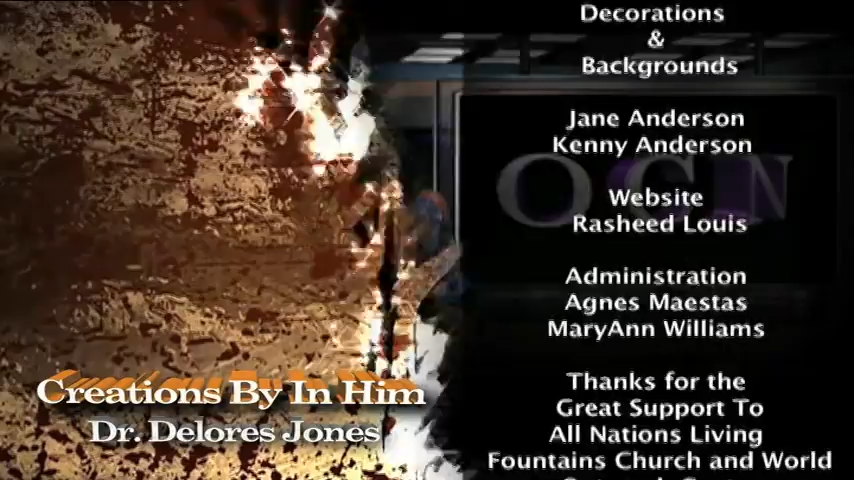 Decorations
&
Backgrounds
Jane Anderson
Kenny Anderson
Website
Rasheed Louis
Administration
Agnes Maestas
MaryAnn Williams
Thanks for the
Great Support To
All Nations Living
Fountains Church and World
OCN
Creations By In Him
Dr. Delores Jones